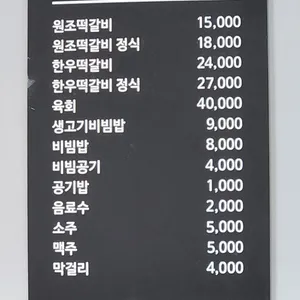 원조떡갈비 15,000
원조떡갈비 정식 18,000
한우떡갈비 24,000
한우떡갈비 정식 27,000
육회 40,000
생고기비빔밥 9,000
비빔밥 8,000
비빔공기 4,000
공기밥 1,000
음료수 2,000
소주 5,000
맥주 5,000
막걸리 4,000